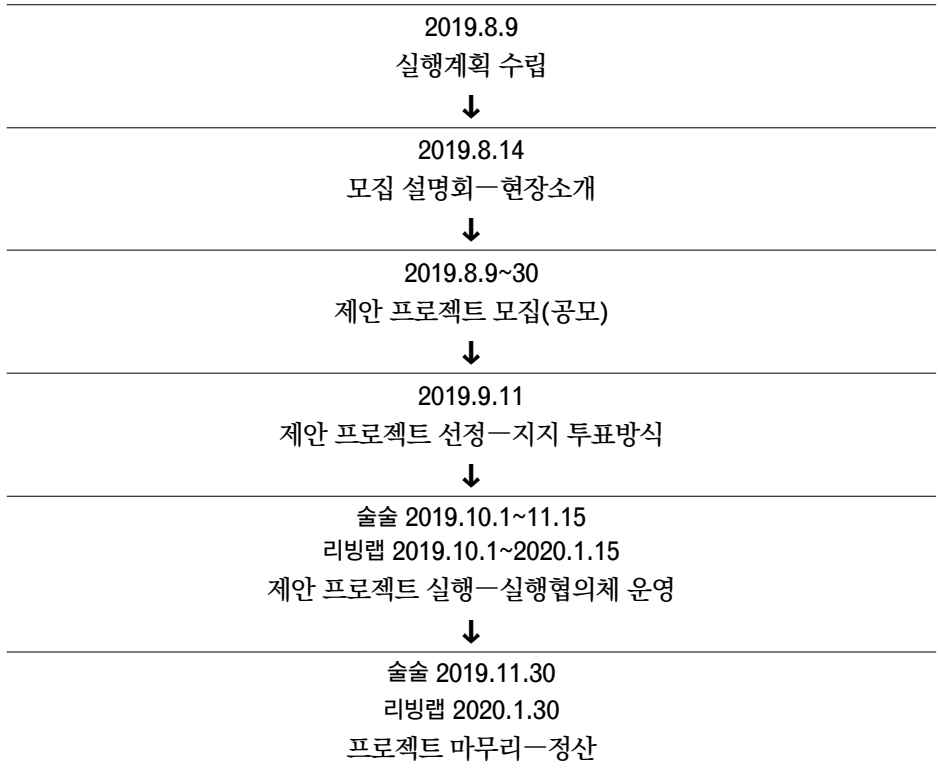 2019.8.9
실행계획 수립
↓
2019.8.14
모집 설명회—현장소개
↓
2019.8.9~30
제안 프로젝트 모집(공모)
↓
2019.9.11
제안 프로젝트 선정—지지 투표방식
↓
술술 2019.10.1~11.15
리빙랩 2019.10.1~2020.1.15
제안 프로젝트 실행—실행협의체 운영
↓
술술 2019.11.30
리빙랩 2020.1.30
프로젝트 마무리—정산